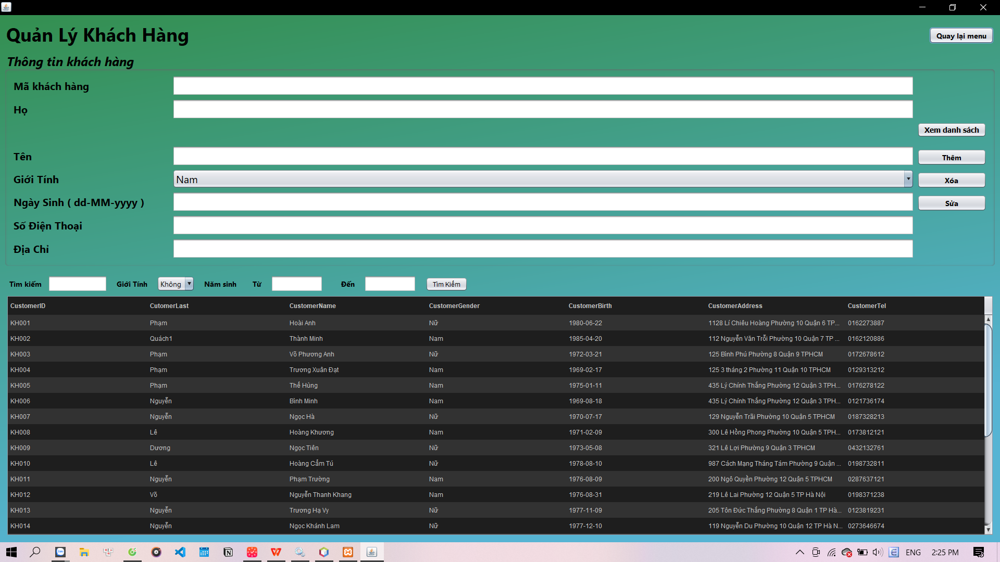 Quản Lý Khách Hàng
Quay lại menu
Thông tin khách hàng
Mã khách hàng
Họ
Xem danh sách
Tên
Thêm
Giới Tính Nam
Xóa
Ngày Sinh ( dd-MM-yyyy )
Sửa
Số Điện Thoại
Địa Chỉ
Tìm kiếm Giới Tính Không Năm sinh Từ Đến Tìm Kiếm
CustomerID CutomerLast CustomerName CustomerGender CustomerBirth CustomerAddress CustomerTel
KH001 Phạm Hoài Anh Nữ 1980-06-22 1128 Lí Chiêu Hoàng Phường 10 Quận 6 TP... 0162273887
KH002 Quách1 Thành Minh Nam 1985-04-20 112 Nguyễn Văn Trỗi Phường 10 Quận 7 TP ... 0162120886
KH003 Phạm Võ Phương Anh Nữ 1972-03-21 125 Bình Phú Phường 8 Quận 9 TPHCM 0172678612
KH004 Phạm Trương Xuân Đạt Nam 1969-02-17 125 3 tháng 2 Phường 11 Quận 10 TPHCM 0129313212
KH005 Phạm Thế Hùng Nam 1975-01-11 435 Lý Chính Thắng Phường 12 Quận 3 TPH... 0176278122
KH006 Nguyễn Bình Minh Nam 1969-08-18 435 Lý Chính Thắng Phường 12 Quận 3 TPH... 0121736174
KH007 Nguyễn Ngọc Hà Nữ 1970-07-17 129 Nguyễn Trãi Phường 10 Quận 5 TPHCM 0187328213
KH008 Lê Hoàng Khương Nam 1971-02-09 300 Lê Hồng Phong Phường 10 Quận 5 TPH... 0173812121
KH009 Dương Ngọc Tiên Nữ 1973-05-08 321 Lê Lợi Phường 9 Quận 3 TPHCM 0432132761
KH010 Lê Hoàng Cẩm Tú Nữ 1978-08-10 987 Cách Mạng Tháng Tám Phường 9 Quận ... 0198732811
KH011 Nguyễn Phạm Trường Nam 1976-08-09 200 Ngô Quyền Phường 12 Quận 5 TPHCM 0287637121
KH012 Võ Nguyễn Thanh Khang Nam 1976-08-31 219 Lê Lai Phường 12 Quận 5 TP Hà Nội 0198371238
KH013 Nguyễn Trương Hạ Vy Nữ 1977-11-09 205 Tôn Đức Thắng Phường 8 Quận 1 TP Hà... 0123819231
KH014 Nguyễn Ngọc Khánh Lam Nữ 1977-12-10 119 Nguyễn Du Phường 10 Quận 12 TP Hà N... 0273646674
ENG 2:25 PM